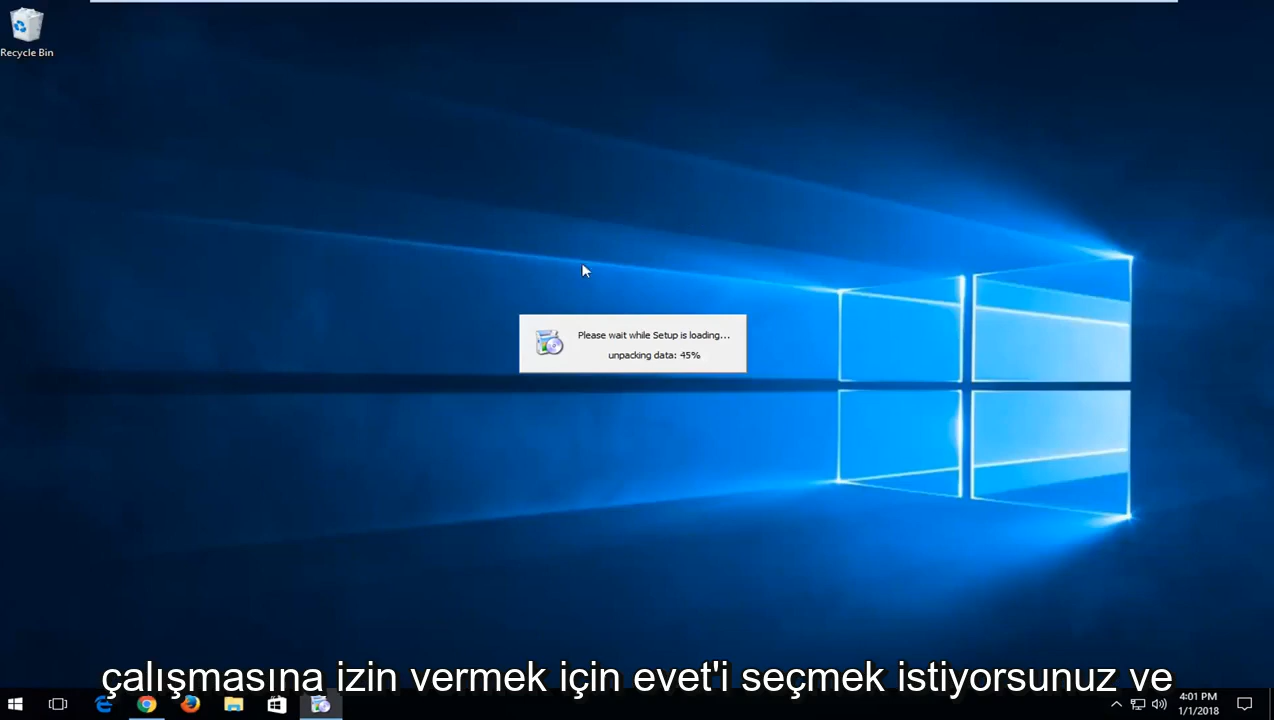 Recycle Bin
Please wait while Setup is loading...
unpacking data: 45%
çalışmasına izin vermek için evet'i seçmek istiyorsunuz ve
4:01 PM
1/1/2018